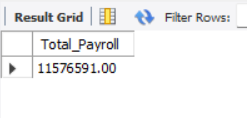 Result Grid Filter Rows:
Total_Payroll
11576591.00